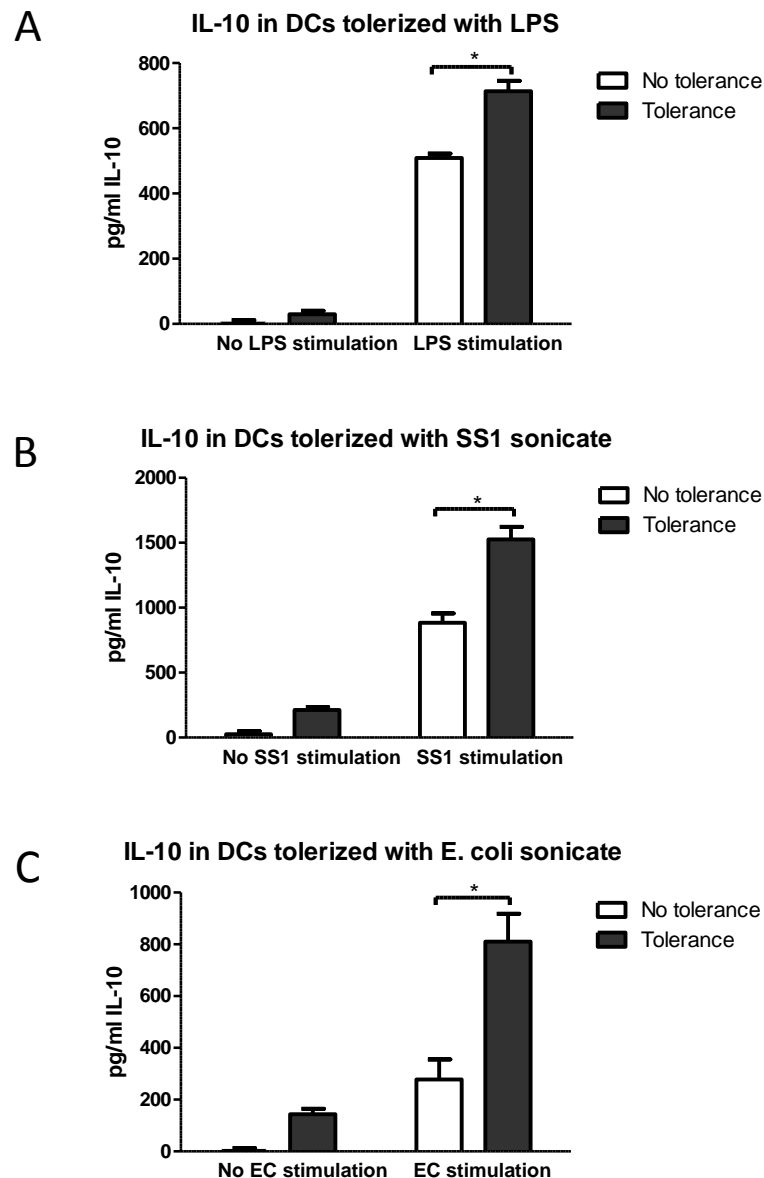 A
IL-10 in DCs tolerized with LPS
pg/ml IL-10
800
600
400
200
0
*
No LPS stimulation LPS stimulation
No tolerance
Tolerance
B
IL-10 in DCs tolerized with SS1 sonicate
pg/ml IL-10
2000
1500
1000
500
0
*
No SS1 stimulation SS1 stimulation
No tolerance
Tolerance
C
IL-10 in DCs tolerized with E. coli sonicate
pg/ml IL-10
1000
800
600
400
200
0
*
No EC stimulation EC stimulation
No tolerance
Tolerance